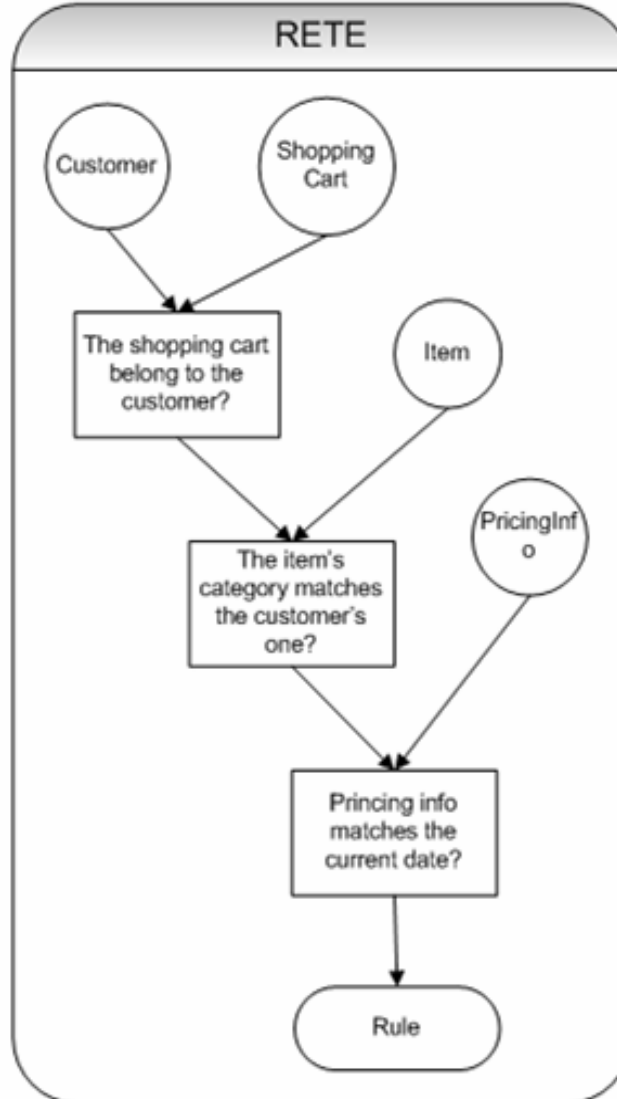 RETE
Customer
Shopping
Cart
The shopping cart
belong to the
customer?
Item
PricingInf
o
The item's
category matches
the customer's
one?
Princing info
matches the
current date?
Rule